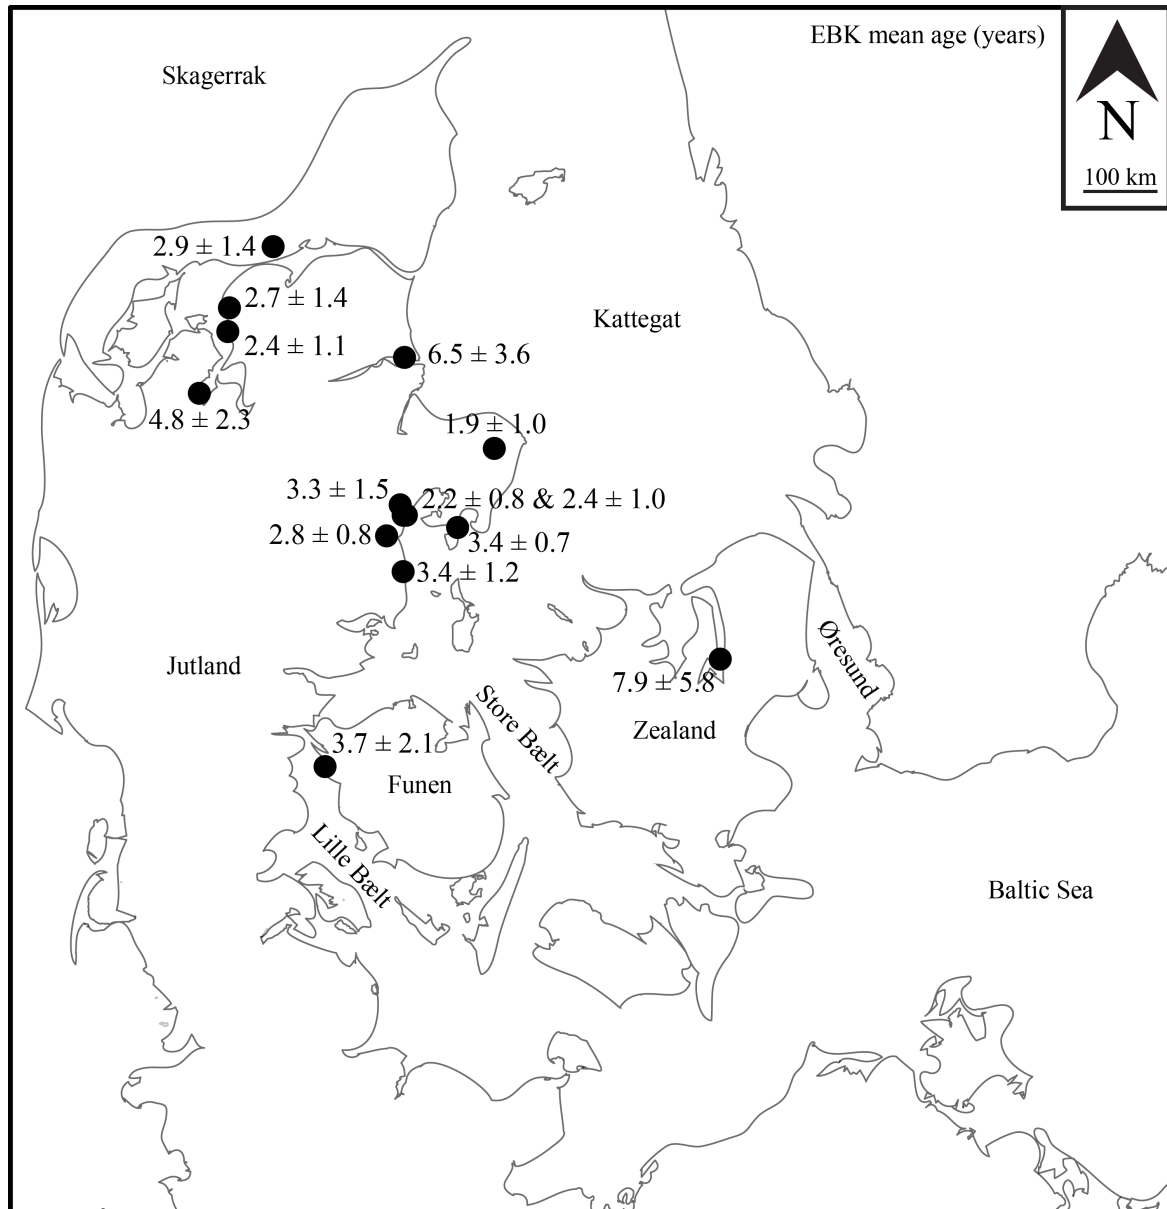 EBK mean age (years)
Skagerrak
N
100 km
2.9 ± 1.4
2.7 ± 1.4
Kattegat
2.4 ± 1.1
6.5 ± 3.6
4.8 ± 2.3
1.9 ± 1.0
3.3 ± 1.5
2.2 ± 0.8 & 2.4 ± 1.0
2.8 ± 0.8
3.4 ± 0.7
3.4 ± 1.2
Øresund
Jutland
7.9 ± 5.8
Store Bælt
Zealand
3.7 ± 2.1
Funen
Lille Bælt
Baltic Sea